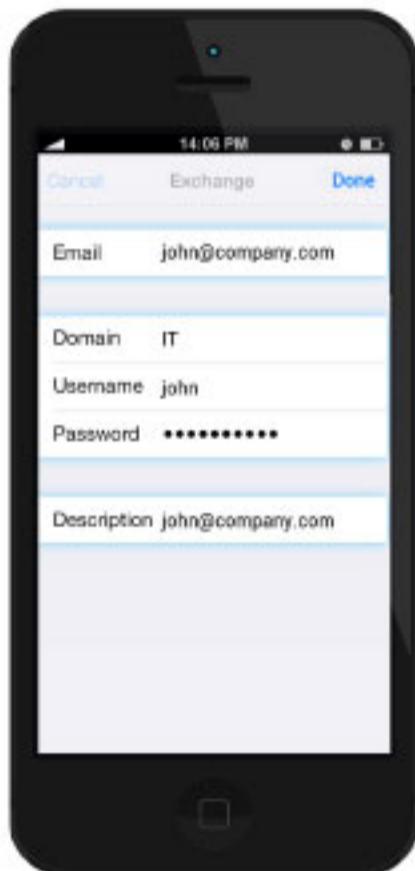 14:06 PM
Cancel Exchange Done
Email john@company.com
Domain IT
Username john
Password ••••••••••
Description john@company.com